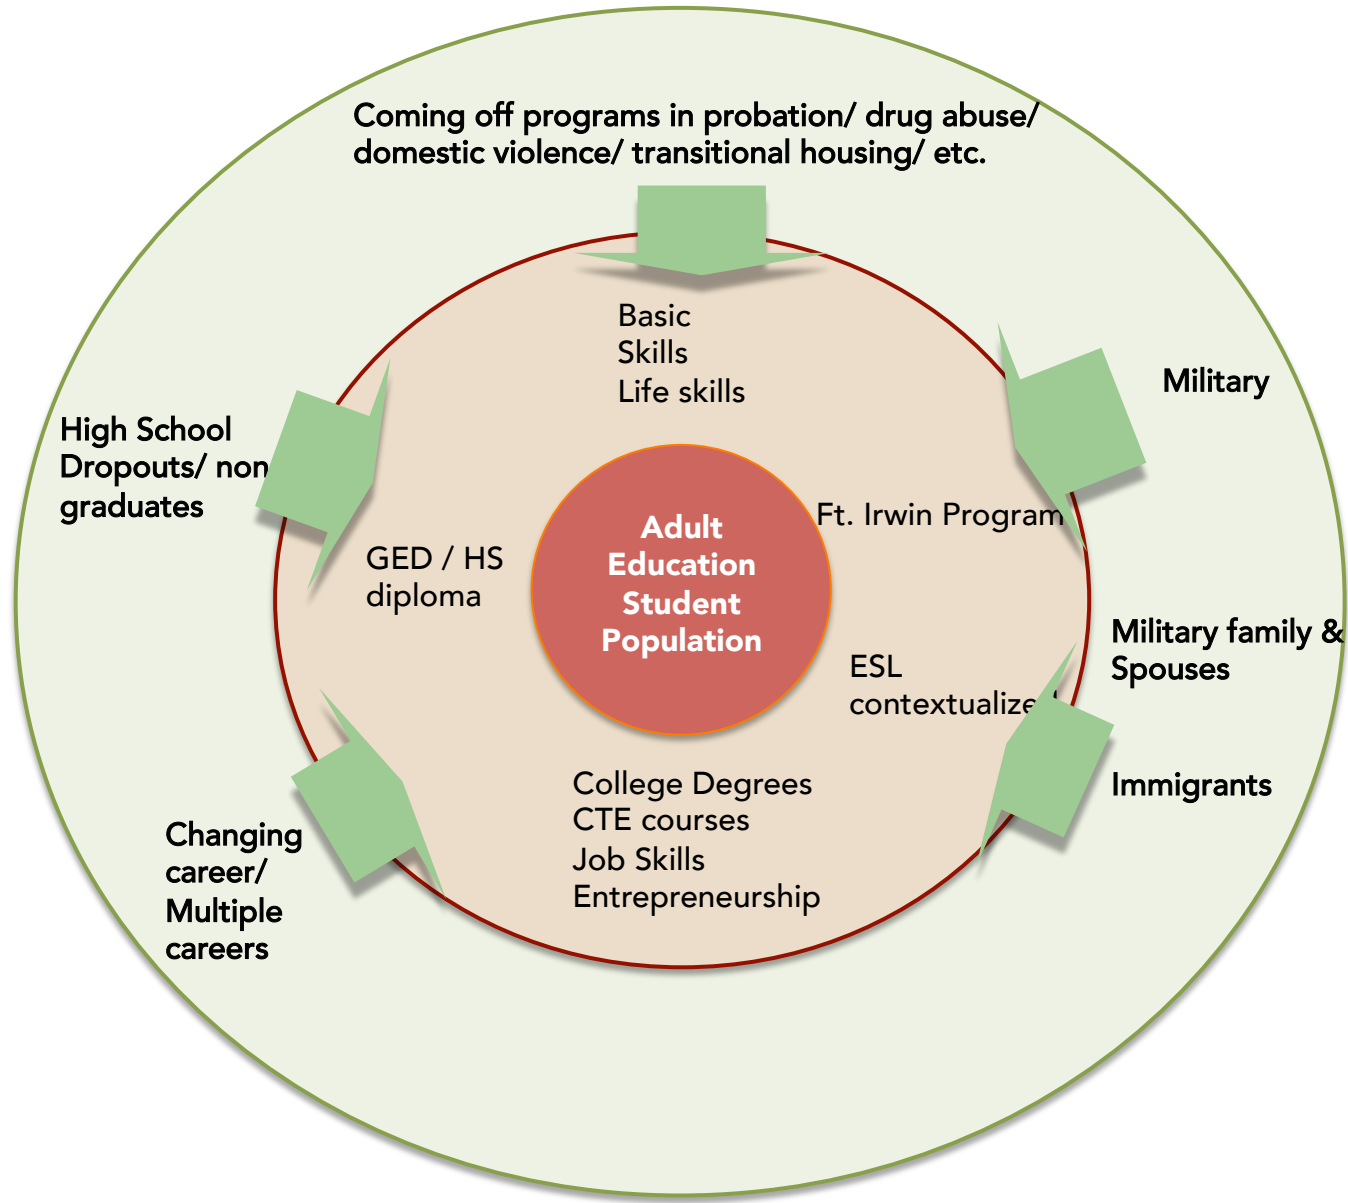 Coming off programs in probation/ drug abuse/
domestic violence/ transitional housing/ etc.
Basic
Skills
Life skills
Military
High School
Dropouts/ non
graduates
Ft. Irwin Program
Adult
Education
Student
Population
GED / HS
diploma
Military family &
Spouses
ESL
contextualized
Immigrants
College Degrees
CTE courses
Job Skills
Entrepreneurship
Changing
career/
Multiple
careers